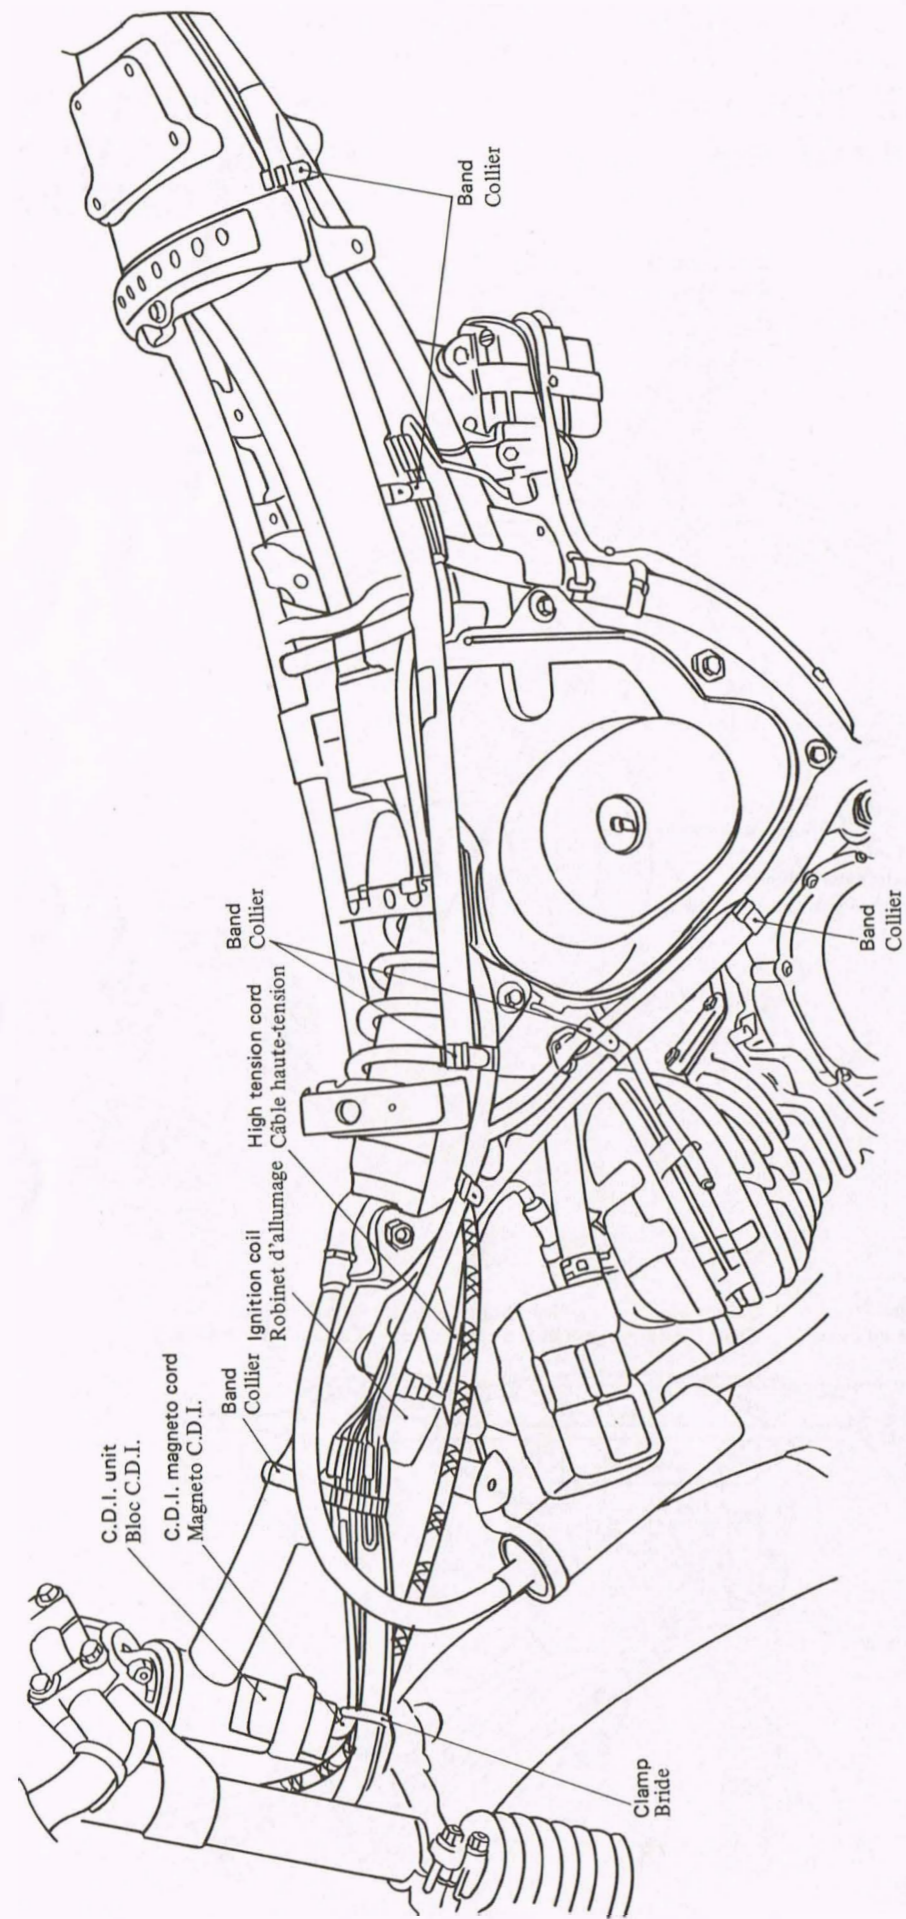 C.D.I. unit
Bloc C.D.I.
C.D.I. magneto cord
Magneto C.D.I.
Band
Collier
Ignition coil
Robinet d'allumage
High tension cord
Câble haute-tension
Band
Collier
Band
Collier
Clamp
Bride
Band
Collier